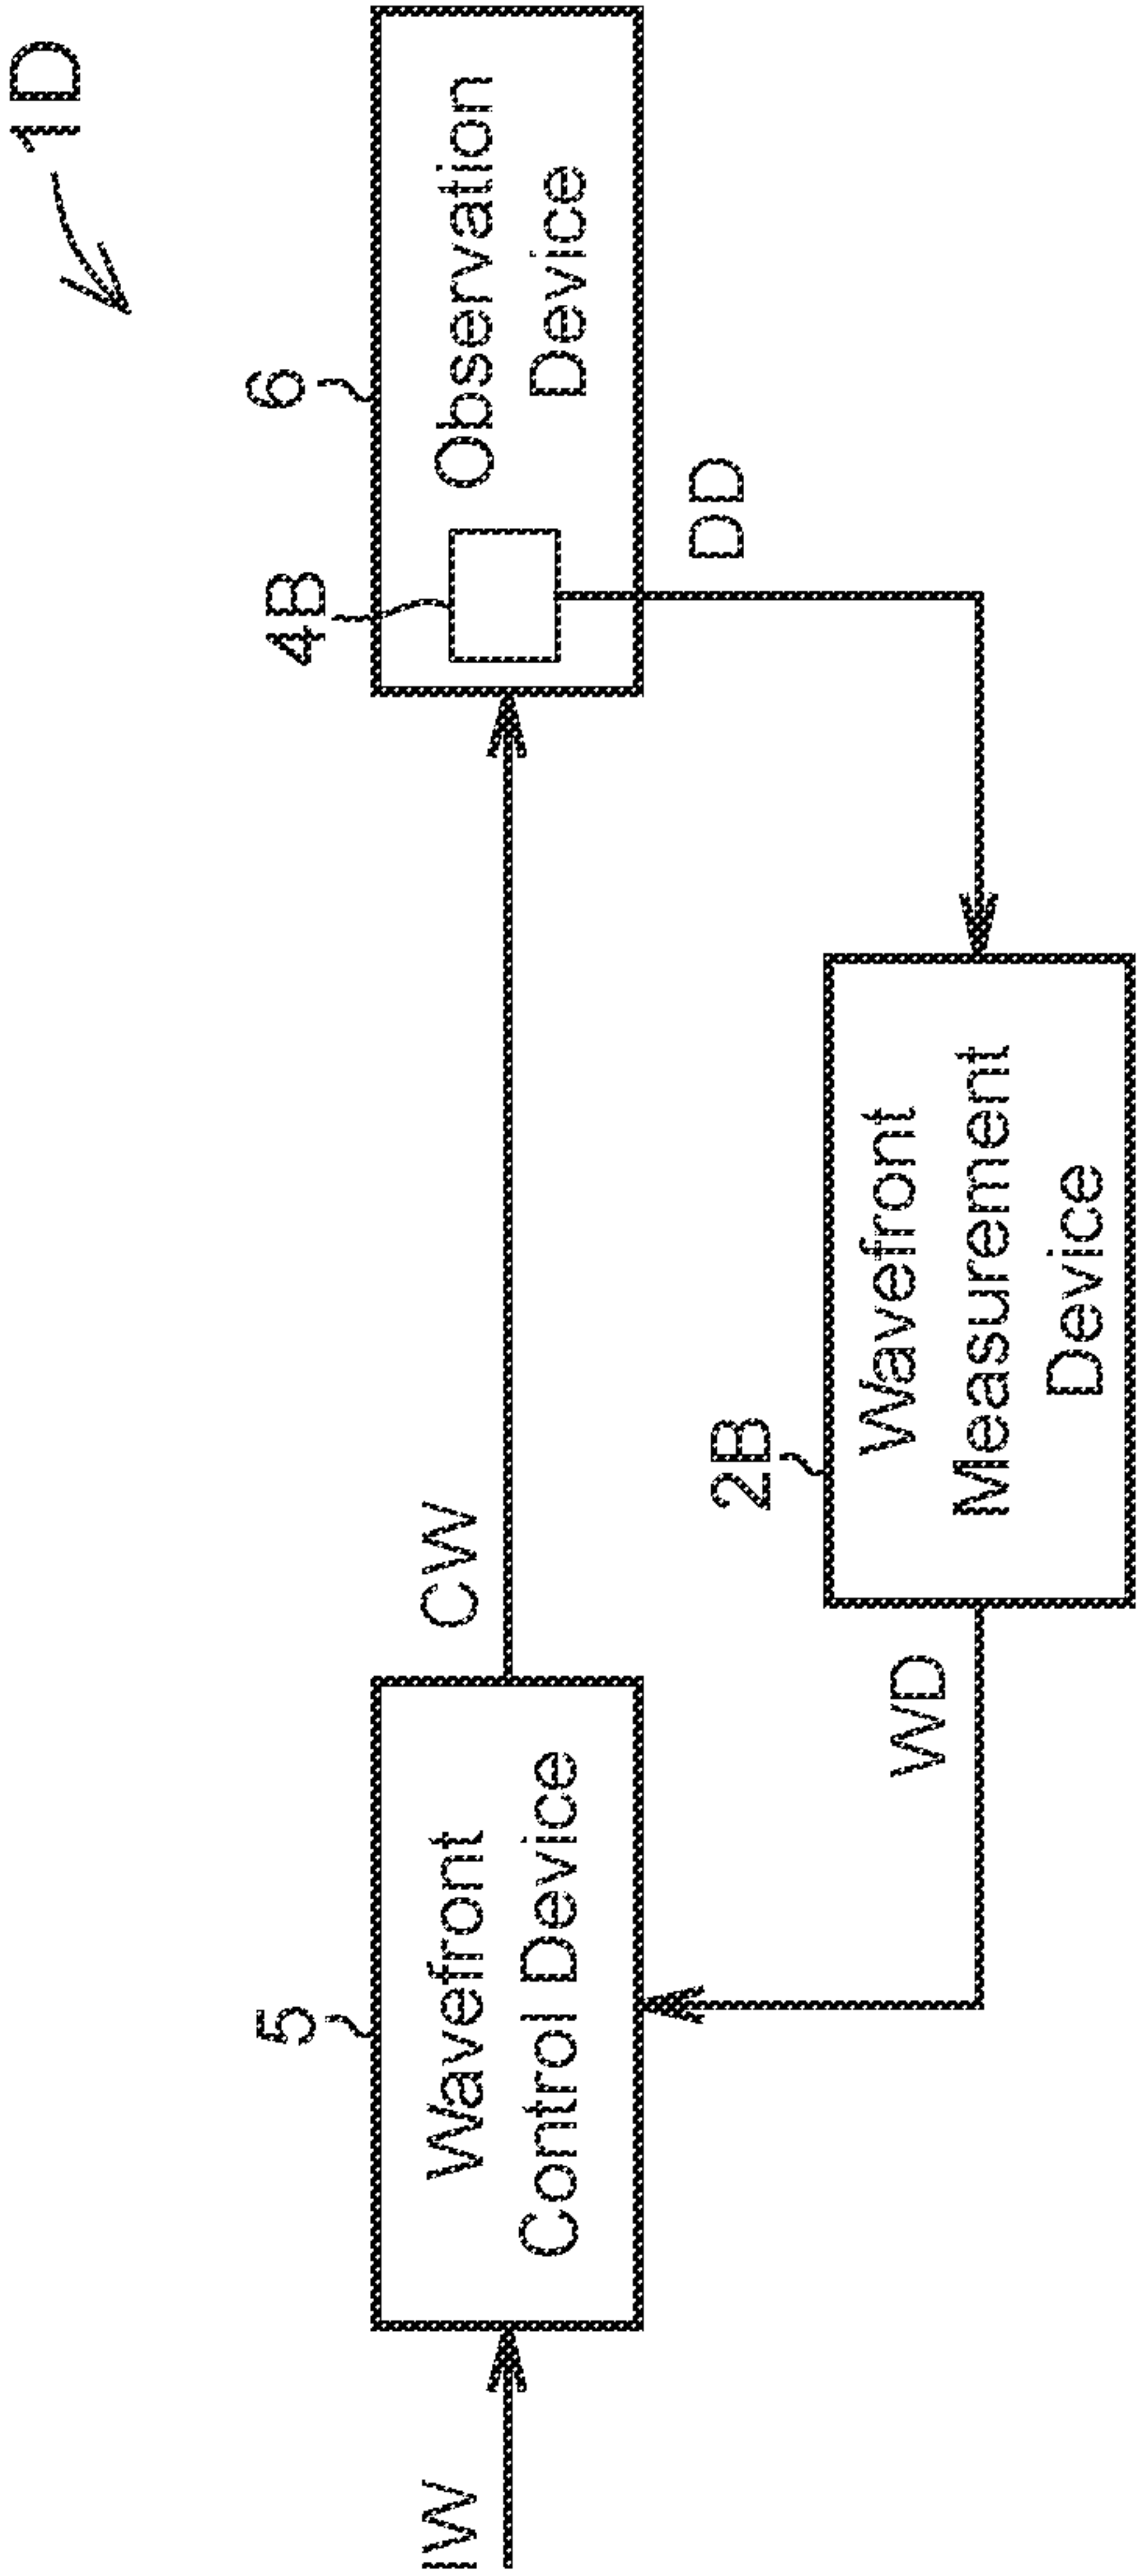 1D
IW
5
Wavefront
Control Device
CW
6
4B
Observation
Device
DD
2B
Wavefront
Measurement
Device
WD